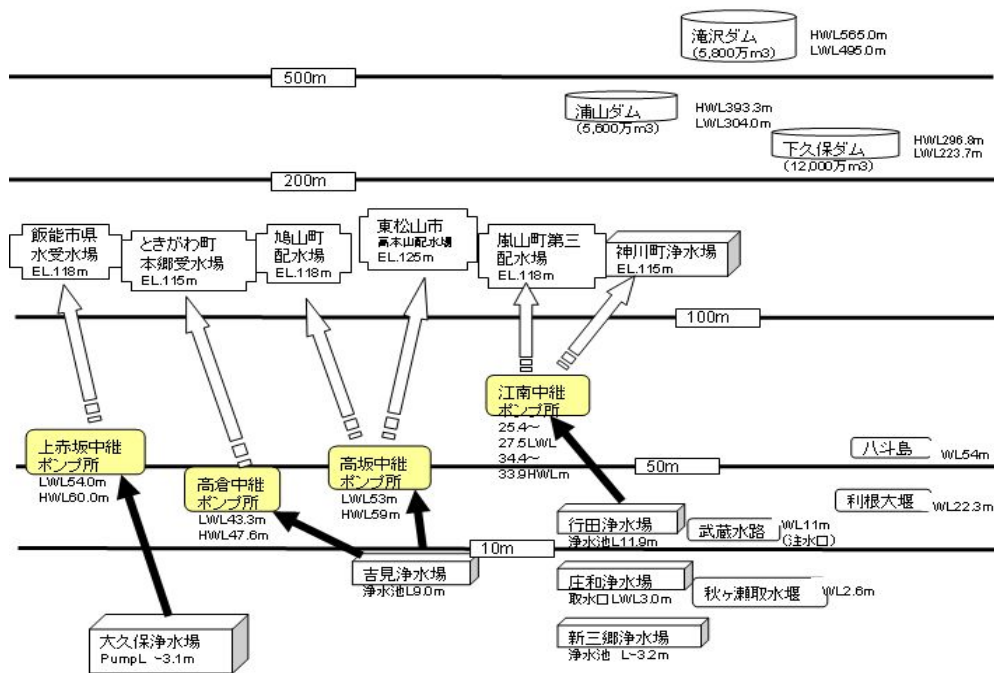 滝沢ダム
(5,800万m3)
HWL565.0m
LWL495.0m
500m
浦山ダム
(5,600万m3)
HWL393.3m
LWL304.0m
下久保ダム
(12,000万m3)
HWL296.8m
LWL223.7m
200m
飯能市県
水受水場
EL.118m
ときがわ町
本郷受水場
EL.115m
鳩山町
配水場
EL.118m
東松山市
高本山配水場
EL.125m
嵐山町第三
配水場
EL.118m
神川町浄水場
EL.115m
100m
江南中継
ポンプ所
25.4~
27.5LWL
34.4~
33.9HWLm
上赤坂中継
ポンプ所
LWL54.0m
HWL60.0m
高倉中継
ポンプ所
LWL43.3m
HWL47.6m
高坂中継
ポンプ所
LWL53m
HWL59m
50m
八斗島
WL54m
利根大堰
WL22.3m
行田浄水場
浄水池L11.9m
武蔵水路
WL11m
(注水口)
10m
吉見浄水場
浄水池L9.0m
庄和浄水場
取水口LWL3.0m
秋ヶ瀬取水堰
WL2.6m
大久保浄水場
PumpL -3.1m
新三郷浄水場
浄水池 L-3.2m